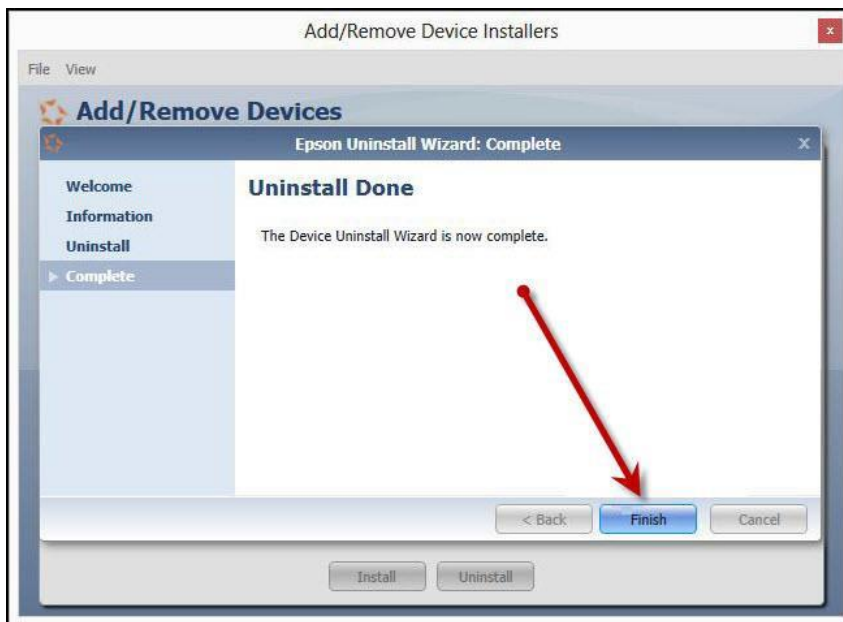 Add/Remove Device Installers
x
File View
Add/Remove Devices
Epson Uninstall Wizard: Complete
x
Welcome
Information
Uninstall
Complete
Uninstall Done
The Device Uninstall Wizard is now complete.
< Back Finish Cancel
Install Uninstall